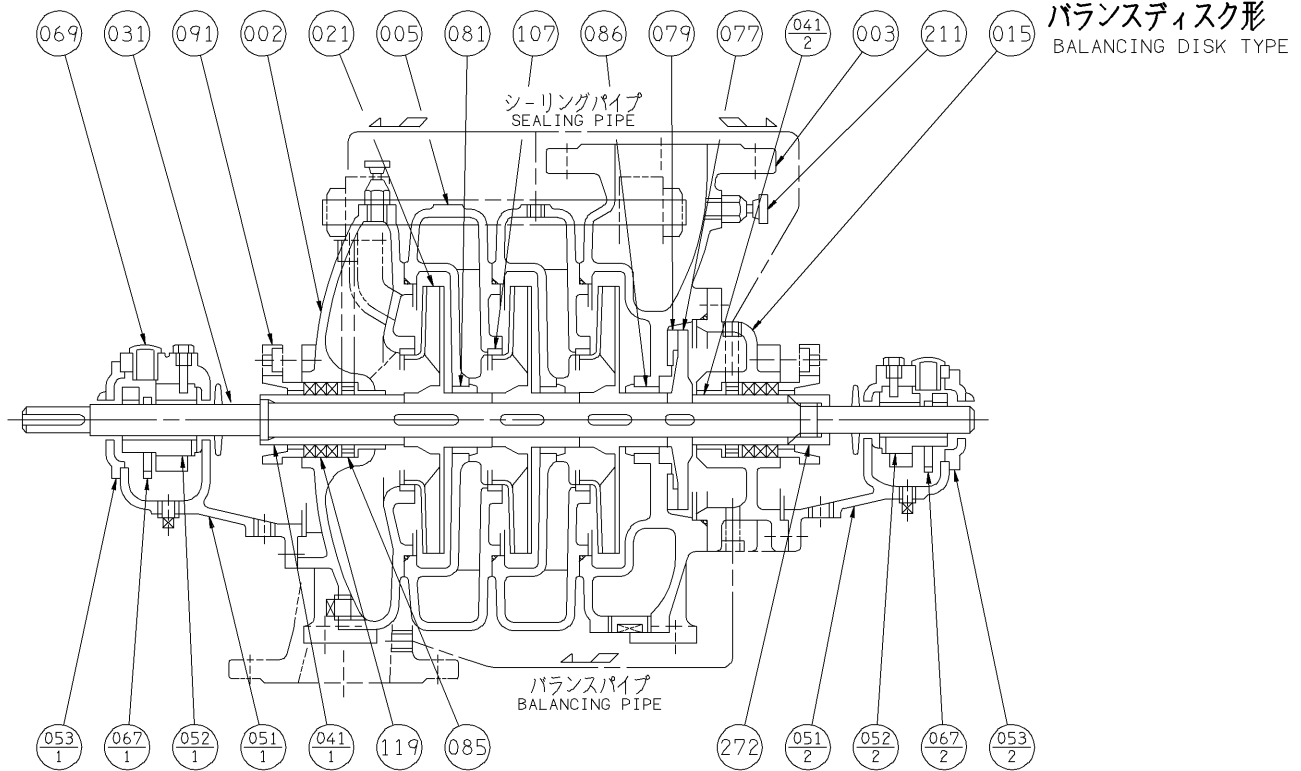 バランスディスク形
BALANCING DISK TYPE
069 031 091 002 021 005 081 107 086 079 077 041/2 003 211 015
シーリングパイプ
SEALING PIPE
バランスパイプ
BALANCING PIPE
053/1 067/1 052/1 051/1 041/1 119 085 272 051/2 052/2 067/2 053/2